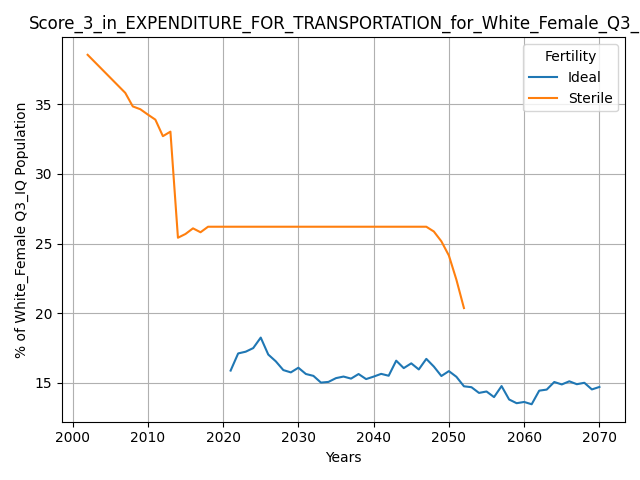 Score_3_in_EXPENDITURE_FOR_TRANSPORTATION_for_White_Female_Q3_
Fertility
Ideal
Sterile
% of White_Female Q3_IQ Population
35
30
25
20
15
2000 2010 2020 2030 2040 2050 2060 2070
Years